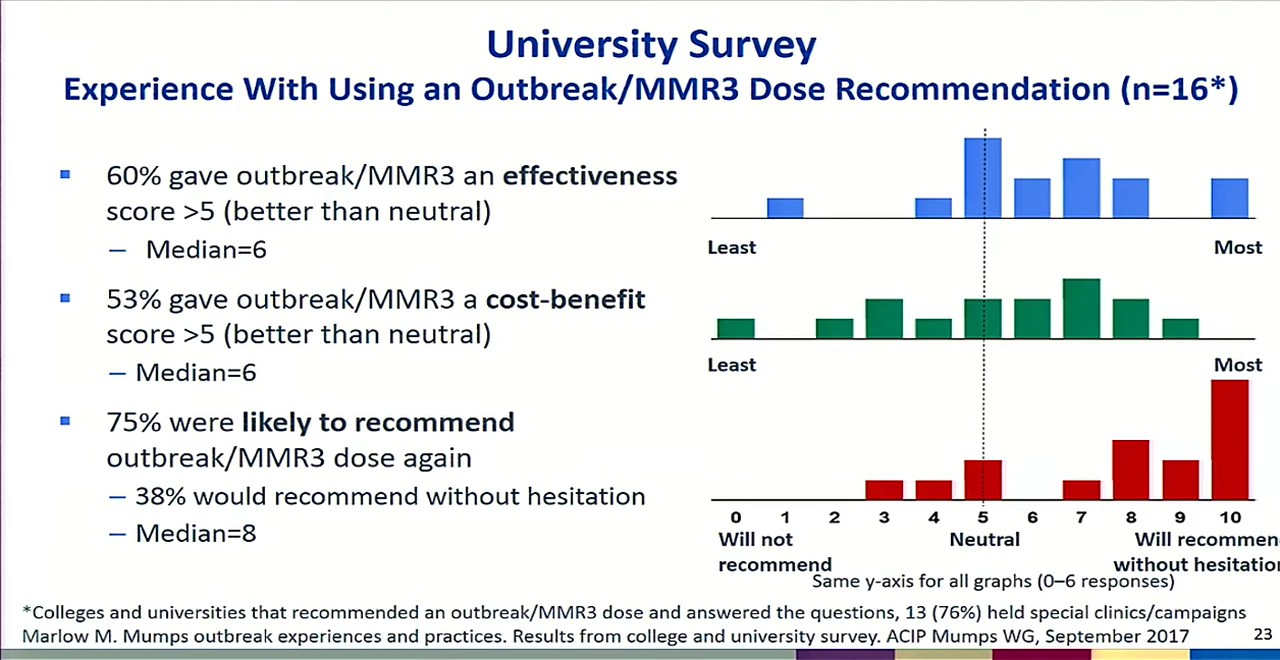 University Survey
Experience With Using an Outbreak/MMR3 Dose Recommendation (n=16*)
▪ 60% gave outbreak/MMR3 an effectiveness
score >5 (better than neutral)
– Median=6
▪ 53% gave outbreak/MMR3 a cost-benefit
score >5 (better than neutral)
– Median=6
▪ 75% were likely to recommend
outbreak/MMR3 dose again
– 38% would recommend without hesitation
– Median=8
Least Most
Least Most
0 1 2 3 4 5 6 7 8 9 10
Will not Neutral Will recommen
recommend without hesitation
Same y-axis for all graphs (0–6 responses)
*Colleges and universities that recommended an outbreak/MMR3 dose and answered the questions, 13 (76%) held special clinics/campaigns
Marlow M. Mumps outbreak experiences and practices. Results from college and university survey. ACIP Mumps WG, September 2017
23